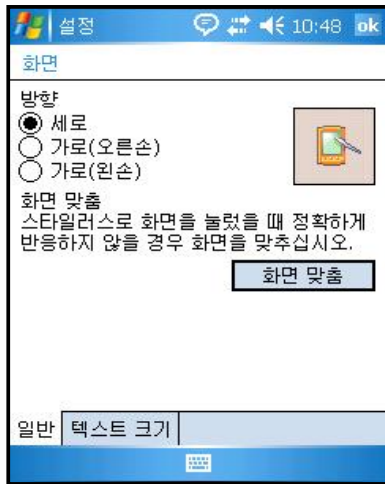 설정 10:48 ok
화면
방향
세로
가로(오른손)
가로(왼손)
화면 맞춤
스타일러스로 화면을 눌렀을 때 정확하게
반응하지 않을 경우 화면을 맞추십시오.
화면 맞춤
일반 텍스트 크기